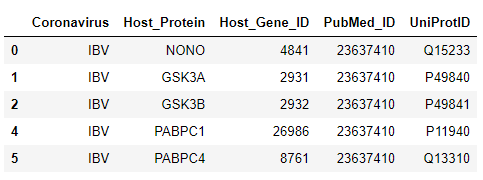 Coronavirus Host_Protein Host_Gene_ID PubMed_ID UniProtID
0 IBV NONO 4841 23637410 Q15233
1 IBV GSK3A 2931 23637410 P49840
2 IBV GSK3B 2932 23637410 P49841
4 IBV PABPC1 26986 23637410 P11940
5 IBV PABPC4 8761 23637410 Q13310